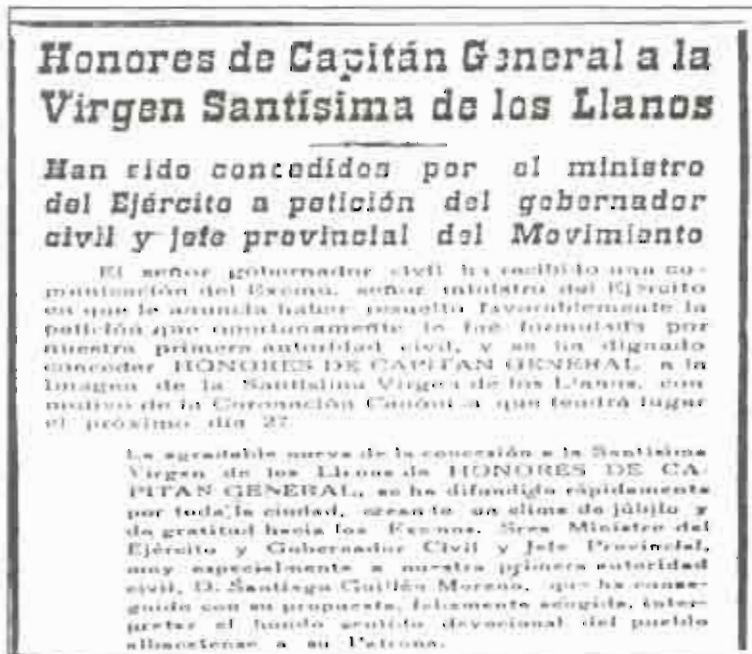 Honores de Capitán General a la
Virgen Santísima de los Llanos
Han sido concedidos por el ministro
del Ejército a petición del gobernador
civil y jefe provincial del Movimiento
El señor gobernador civil ha recibido una co-
municación del Excmo. señor ministro del Ejército
en que le anuncia haber resuelto favorablemente la
petición que oportunamente le fué formulada por
nuestra primera autoridad civil, y se ha dignado
conceder HONORES DE CAPITAN GENERAL a la
Imagen de la Santísima Virgen de los Llanos, con
motivo de la Coronación Canónica que tendrá lugar
el próximo día 27
La agradable nueva de la concesión a la Santísima
Virgen de los Llanos de HONORES DE CA-
PITAN GENERAL, se ha difundido rápidamente
por toda la ciudad, un clima de júbilo y
de gratitud hacia los Excmos. Sres Ministro del
Ejército y Gobernador Civil y Jefe Provincial,
muy especialmente a nuestra primera autoridad
civil, D. Santiago Guillén Moreno, que ha conse-
guido con su propuesta, felizmente acogida, inter-
pretar el hondo sentido devocional del pueblo
albacetense a su Patrona.